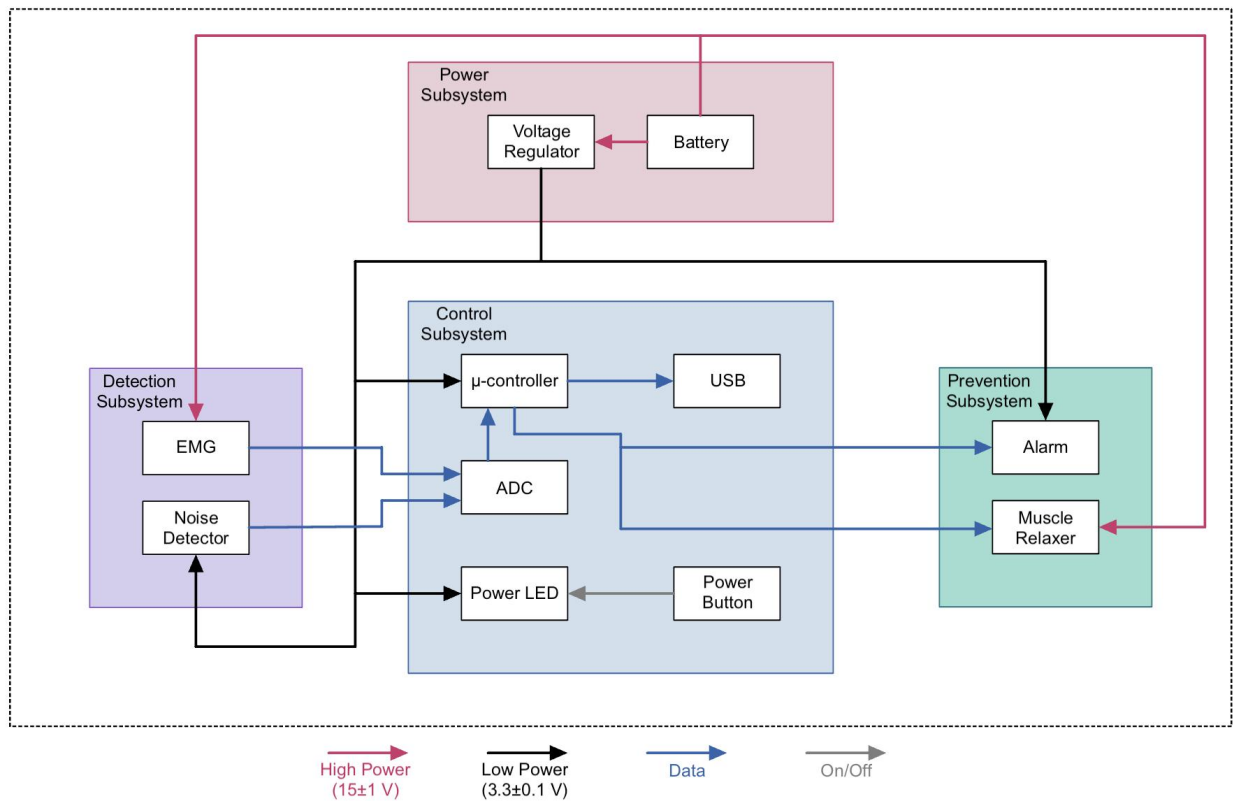 Power
Subsystem
Voltage
Regulator
Battery
Control
Subsystem
μ-controller
USB
Detection
Subsystem
Prevention
Subsystem
EMG
Alarm
ADC
Noise
Detector
Muscle
Relaxer
Power LED
Power
Button
High Power
(15±1 V)
Low Power
(3.3±0.1 V)
Data
On/Off